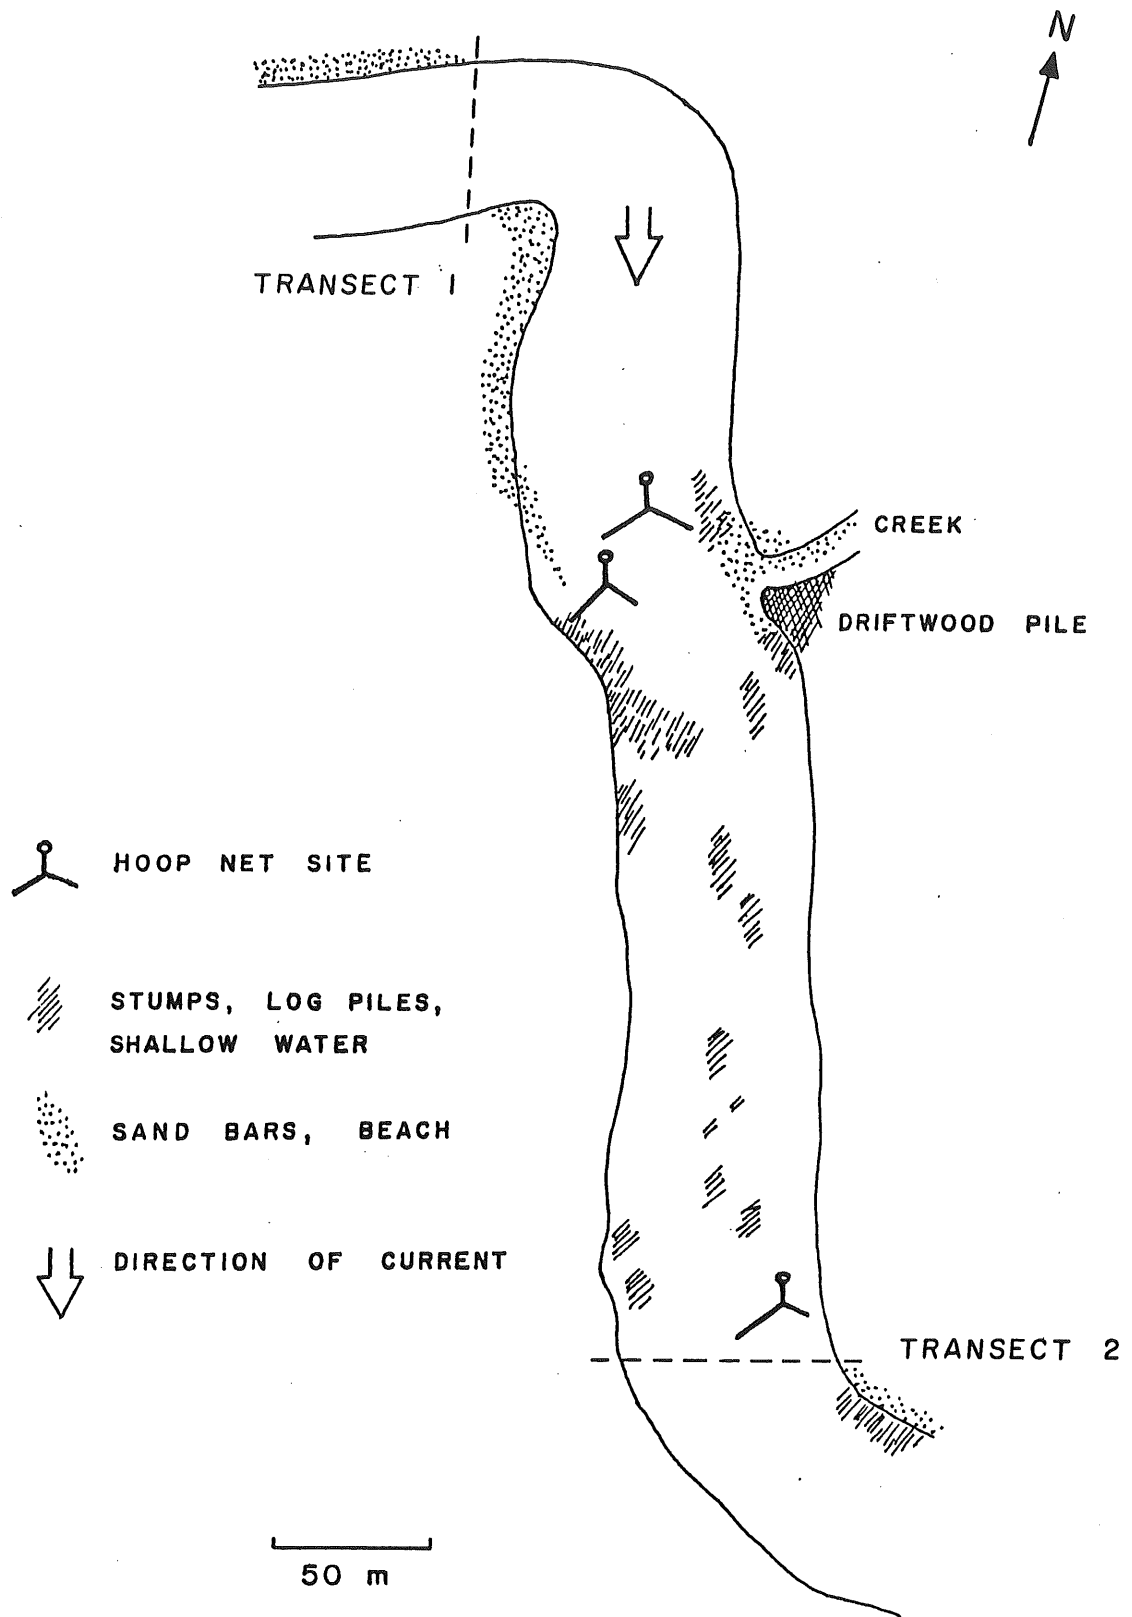 N
TRANSECT 1
CREEK
DRIFTWOOD PILE
HOOP NET SITE
STUMPS, LOG PILES,
SHALLOW WATER
SAND BARS, BEACH
DIRECTION OF CURRENT
TRANSECT 2
50 m